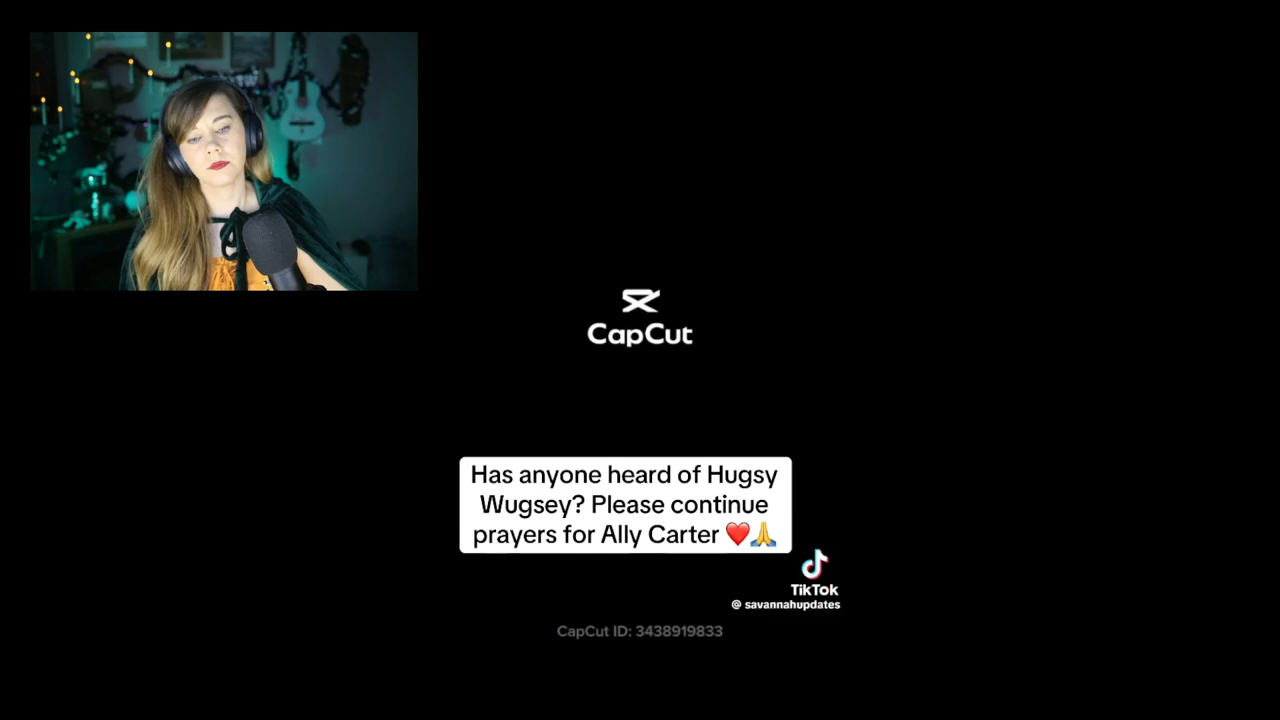 CapCut
Has anyone heard of Hugsy
Wugsey? Please continue
prayers for Ally Carter ❤️🙏
TikTok
@ savannahupdates
CapCut ID: 3438919833